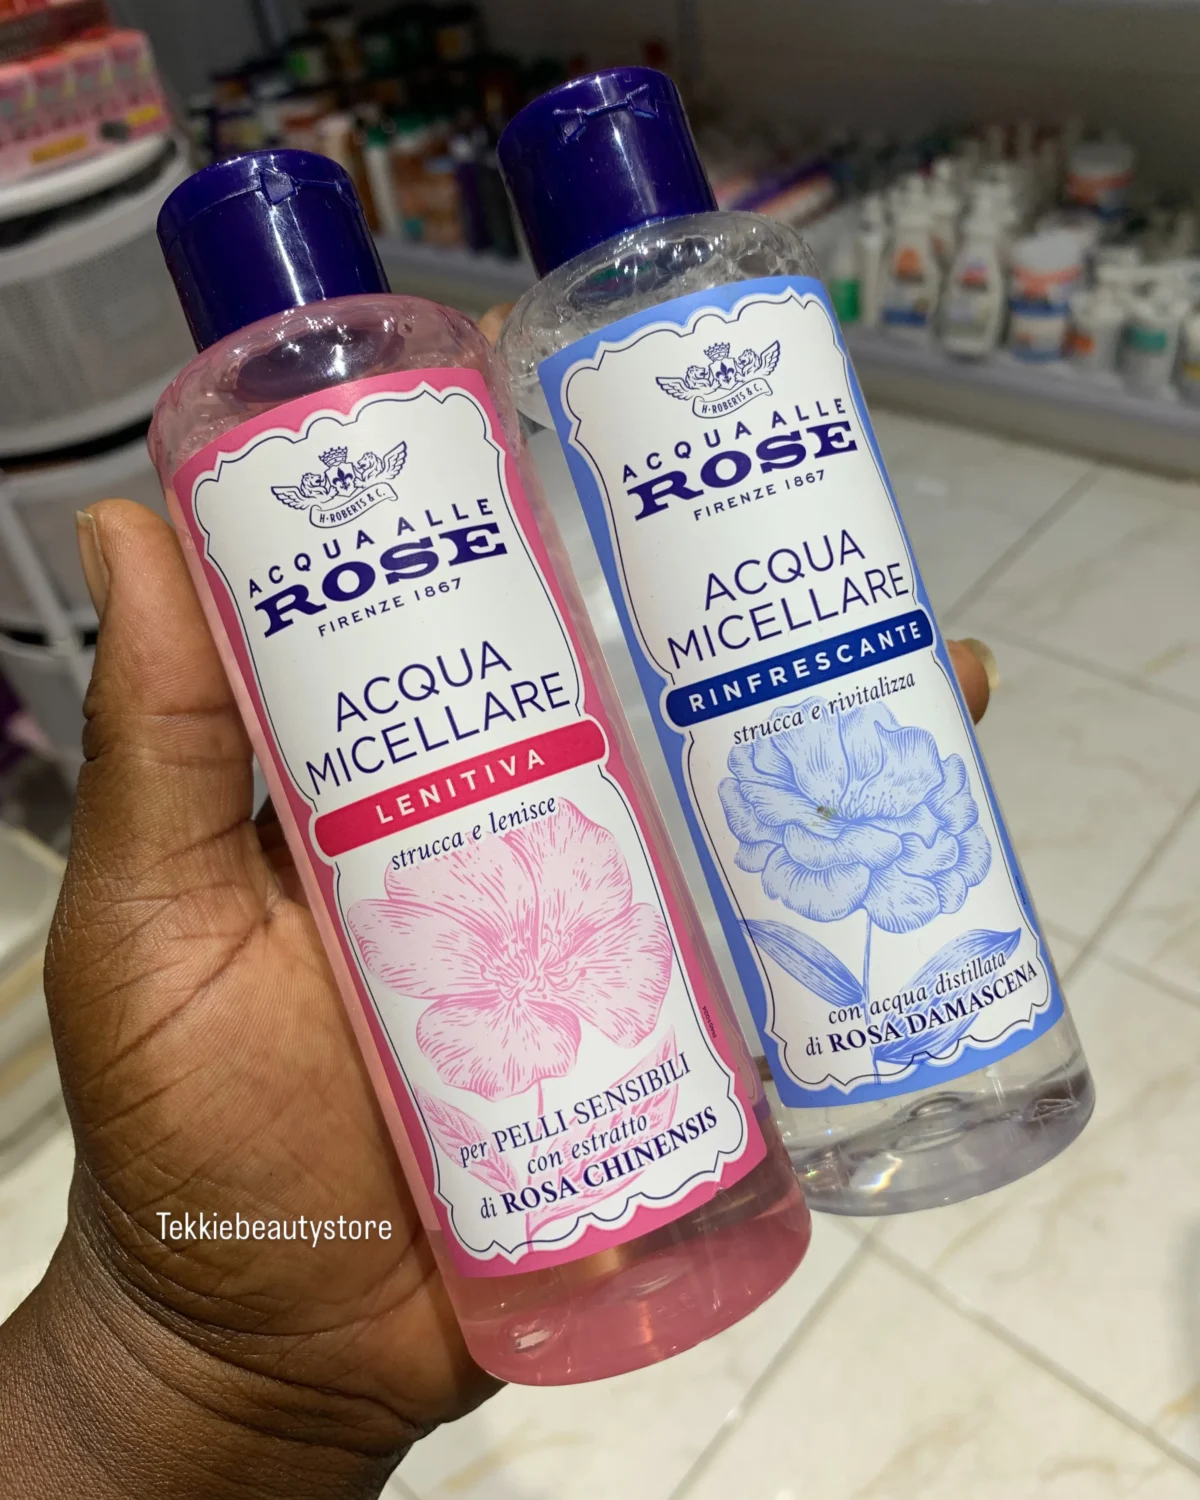 H·ROBERTS & C.
ACQUA ALLE
ROSE
FIRENZE 1867
ACQUA
MICELLARE
LENITIVA
strucca e lenisce
per PELLI SENSIBILI
con estratto
di ROSA CHINENSIS
H·ROBERTS & C.
ACQUA ALLE
ROSE
FIRENZE 1867
ACQUA
MICELLARE
RINFRESCANTE
strucca e rivitalizza
con acqua distillata
di ROSA DAMASCENA
Tekkiebeautystore